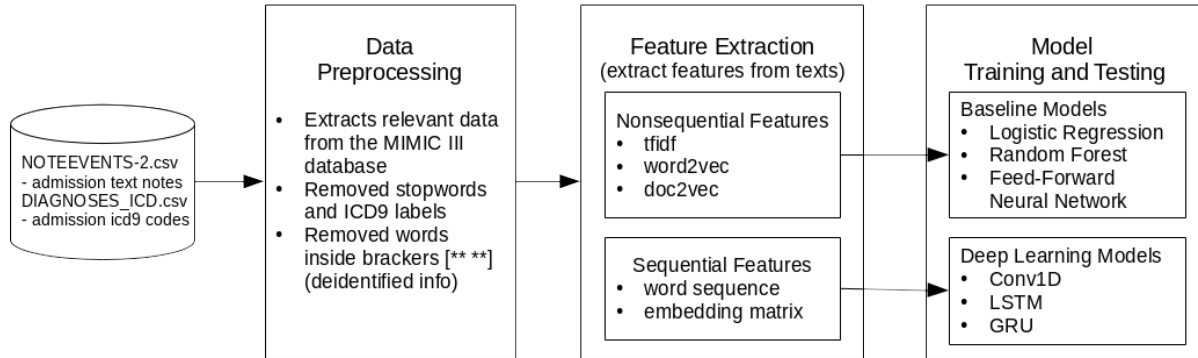 NOTEEVENTS-2.csv
- admission text notes
DIAGNOSES_ICD.csv
- admission icd9 codes
Data
Preprocessing
• Extracts relevant data
from the MIMIC III
database
• Removed stopwords
and ICD9 labels
• Removed words
inside brackers [** **]
(deidentified info)
Feature Extraction
(extract features from texts)
Nonsequential Features
• tfidf
• word2vec
• doc2vec
Sequential Features
• word sequence
• embedding matrix
Model
Training and Testing
Baseline Models
• Logistic Regression
• Random Forest
• Feed-Forward
Neural Network
Deep Learning Models
• Conv1D
• LSTM
• GRU